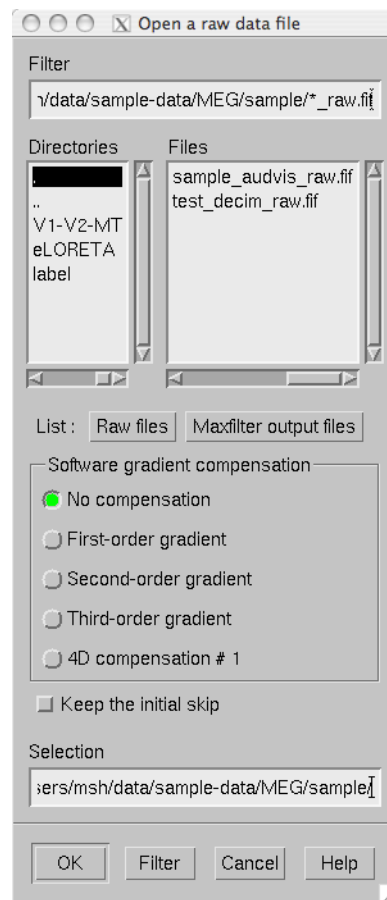 X Open a raw data file
Filter
ı/data/sample-data/MEG/sample/*_raw.fif
Directories Files
.
..
V1-V2-MT
eLORETA
label
sample_audvis_raw.fif
test_decim_raw.fif
List : Raw files Maxfilter output files
Software gradient compensation
No compensation
First-order gradient
Second-order gradient
Third-order gradient
4D compensation # 1
Keep the initial skip
Selection
sers/msh/data/sample-data/MEG/sample/
OK Filter Cancel Help